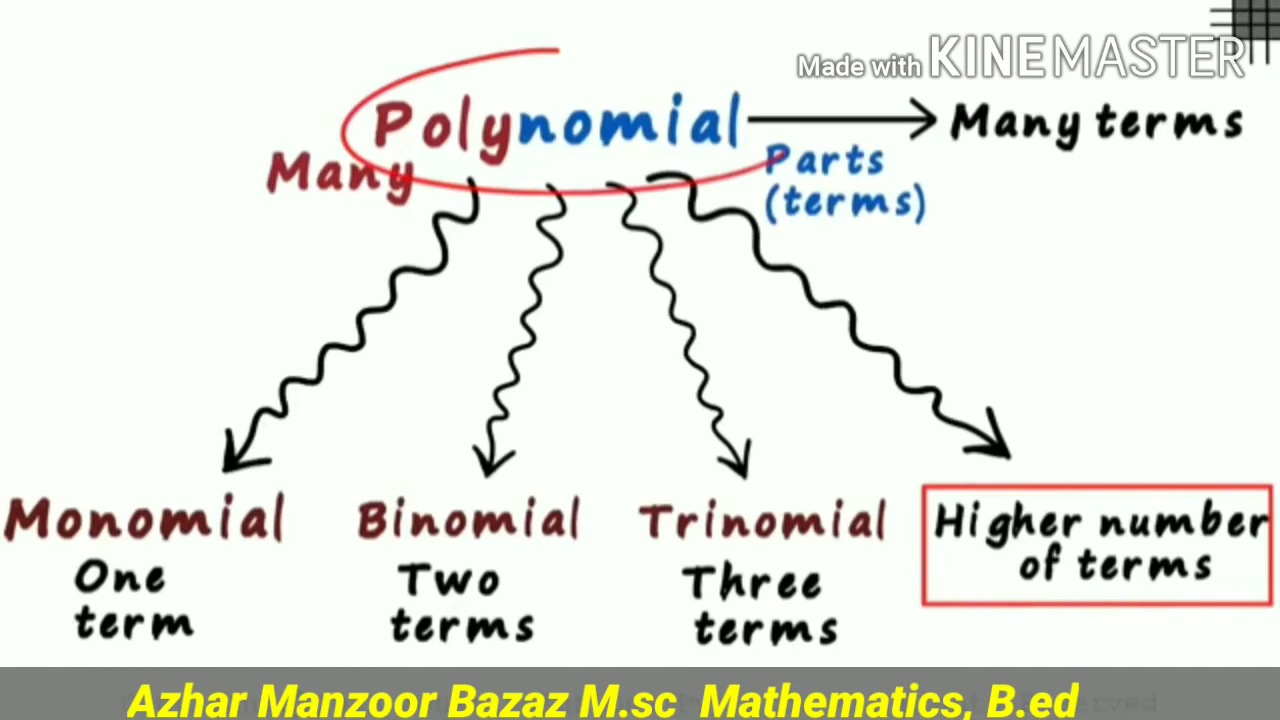 Made with KINEMASTER
Polynomial
Many terms
Many
Parts
(terms)
Monomial
One
term
Binomial
Two
terms
Trinomial
Three
terms
Higher number
of terms
Azhar Manzoor Bazaz M.sc Mathematics, B.ed